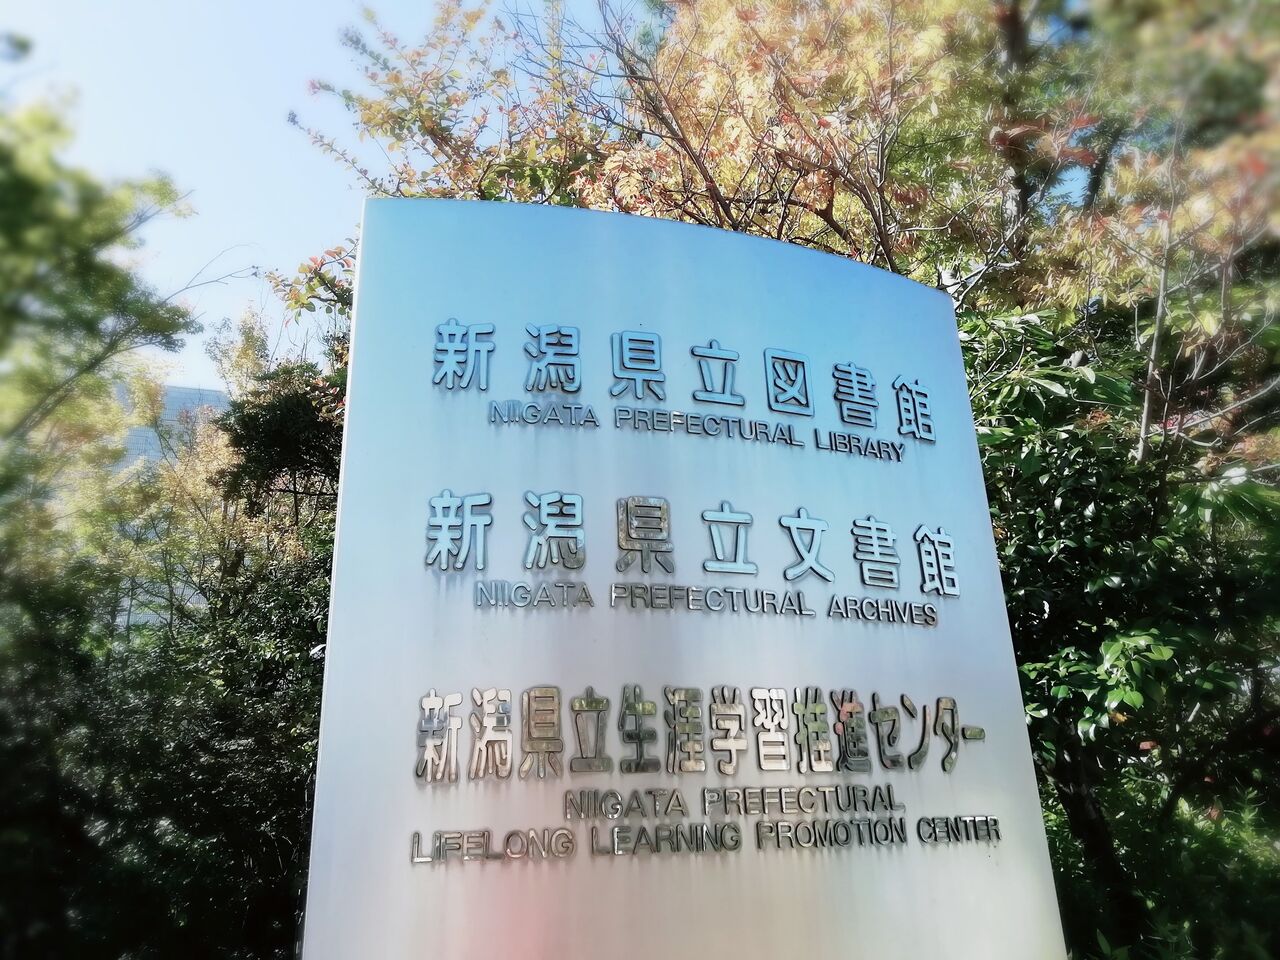 新潟県立図書館
NIIGATA PREFECTURAL LIBRARY
新潟県立文書館
NIIGATA PREFECTURAL ARCHIVES
新潟県立生涯学習推進センター
NIIGATA PREFECTURAL
LIFELONG LEARNING PROMOTION CENTER